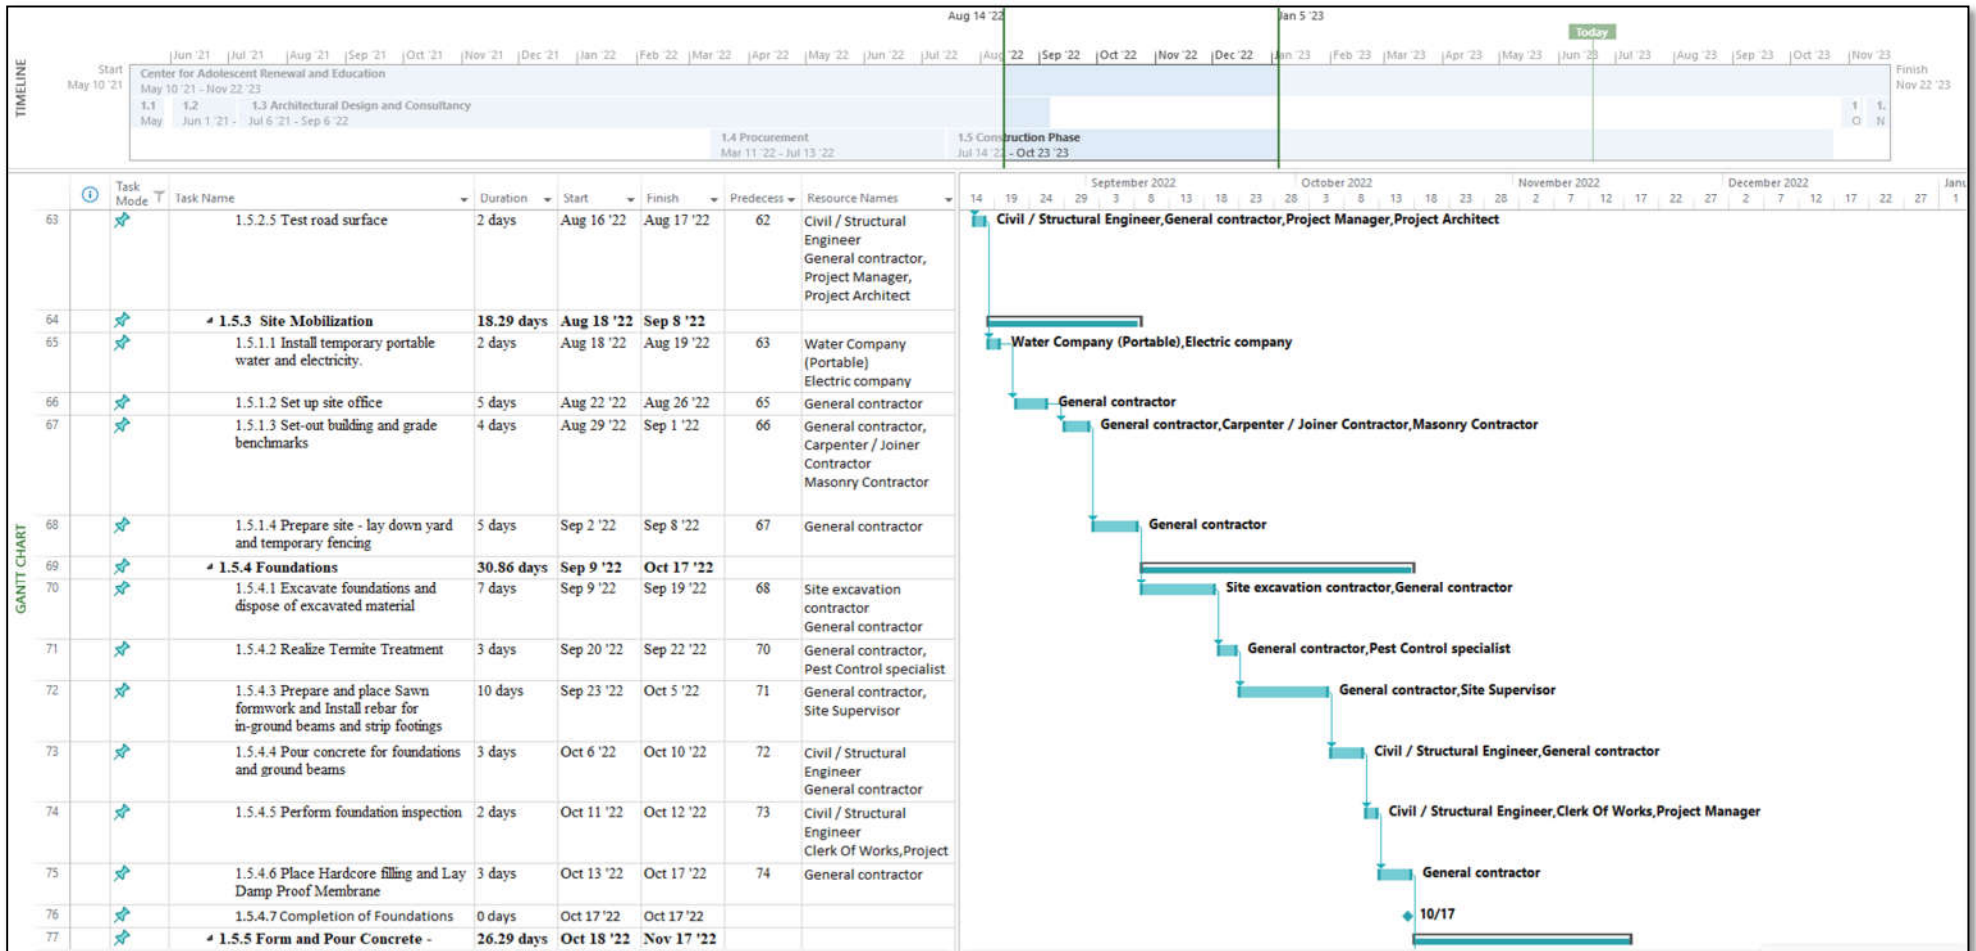 Aug 14 '22 Jan 5 '23
Today
Jun '21 Jul '21 Aug '21 Sep '21 Oct '21 Nov '21 Dec '21 Jan '22 Feb '22 Mar '22 Apr '22 May '22 Jun '22 Jul '22 Aug '22 Sep '22 Oct '22 Nov '22 Dec '22 Jan '23 Feb '23 Mar '23 Apr '23 May '23 Jun '23 Jul '23 Aug '23 Sep '23 Oct '23 Nov '23
TIMELINE
Start
May 10 '21
Center for Adolescent Renewal and Education
May 10 '21 - Nov 22 '23
Finish
Nov 22 '23
1.1 1.2 1.3 Architectural Design and Consultancy 1 1.
May Jun 1 '21 - Jul 6 '21 - Sep 6 '22 O N
1.4 Procurement 1.5 Construction Phase
Mar 11 '22 - Jul 13 '22 Jul 14 '22 - Oct 23 '23
GANTT CHART
Task Mode Task Name Duration Start Finish Predecess Resource Names
September 2022 October 2022 November 2022 December 2022 Janu
14 19 24 29 3 8 13 18 23 28 3 8 13 18 23 28 2 7 12 17 22 27 2 7 12 17 22 27 1
63 1.5.2.5 Test road surface 2 days Aug 16 '22 Aug 17 '22 62 Civil / Structural
Engineer
General contractor,
Project Manager,
Project Architect
Civil / Structural Engineer,General contractor,Project Manager,Project Architect
64 1.5.3 Site Mobilization 18.29 days Aug 18 '22 Sep 8 '22
65 1.5.1.1 Install temporary portable 2 days Aug 18 '22 Aug 19 '22 63 Water Company
water and electricity. (Portable)
Electric company
Water Company (Portable),Electric company
66 1.5.1.2 Set up site office 5 days Aug 22 '22 Aug 26 '22 65 General contractor
General contractor
67 1.5.1.3 Set-out building and grade 4 days Aug 29 '22 Sep 1 '22 66 General contractor,
benchmarks Carpenter / Joiner
Contractor
Masonry Contractor
General contractor,Carpenter / Joiner Contractor,Masonry Contractor
68 1.5.1.4 Prepare site - lay down yard 5 days Sep 2 '22 Sep 8 '22 67 General contractor
and temporary fencing
General contractor
69 1.5.4 Foundations 30.86 days Sep 9 '22 Oct 17 '22
70 1.5.4.1 Excavate foundations and 7 days Sep 9 '22 Sep 19 '22 68 Site excavation
dispose of excavated material contractor
General contractor
Site excavation contractor,General contractor
71 1.5.4.2 Realize Termite Treatment 3 days Sep 20 '22 Sep 22 '22 70 General contractor,
Pest Control specialist
General contractor,Pest Control specialist
72 1.5.4.3 Prepare and place Sawn 10 days Sep 23 '22 Oct 5 '22 71 General contractor,
formwork and Install rebar for Site Supervisor
in-ground beams and strip footings
General contractor,Site Supervisor
73 1.5.4.4 Pour concrete for foundations 3 days Oct 6 '22 Oct 10 '22 72 Civil / Structural
and ground beams Engineer
General contractor
Civil / Structural Engineer,General contractor
74 1.5.4.5 Perform foundation inspection 2 days Oct 11 '22 Oct 12 '22 73 Civil / Structural
Engineer
Clerk Of Works,Project
Civil / Structural Engineer,Clerk Of Works,Project Manager
75 1.5.4.6 Place Hardcore filling and Lay 3 days Oct 13 '22 Oct 17 '22 74 General contractor
Damp Proof Membrane
General contractor
76 1.5.4.7 Completion of Foundations 0 days Oct 17 '22 Oct 17 '22
10/17
77 1.5.5 Form and Pour Concrete - 26.29 days Oct 18 '22 Nov 17 '22